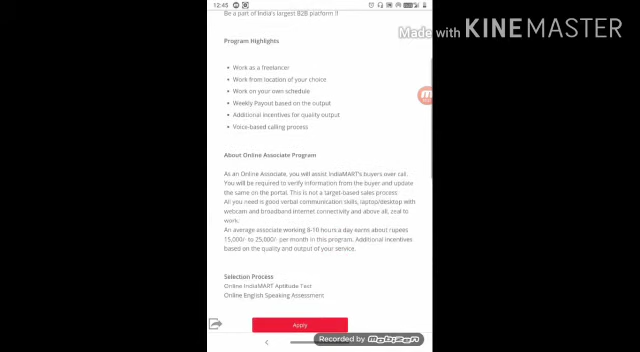 12:45
Be a part of India's largest B2B platform !!
Made with KINEMASTER
Program Highlights
Work as a freelancer
Work from location of your choice
Work on your own schedule
Weekly Payout based on the output
Additional incentives for quality output
Voice-based calling process
About Online Associate Program
As an Online Associate, you will assist IndiaMART's buyers over call.
You will be required to verify information from the buyer and update
the same on the portal. This is not a target-based sales process
All you need is good verbal communication skills, laptop/desktop with
webcam and broadband internet connectivity and above all, zeal to
work.
An average associate working 8-10 hours a day earns about rupees
15,000/- to 25,000/- per month in this program. Additional incentives
based on the quality and output of your service.
Selection Process
Online IndiaMART Aptitude Test
Online English Speaking Assessment
Apply
Recorded by mobizen